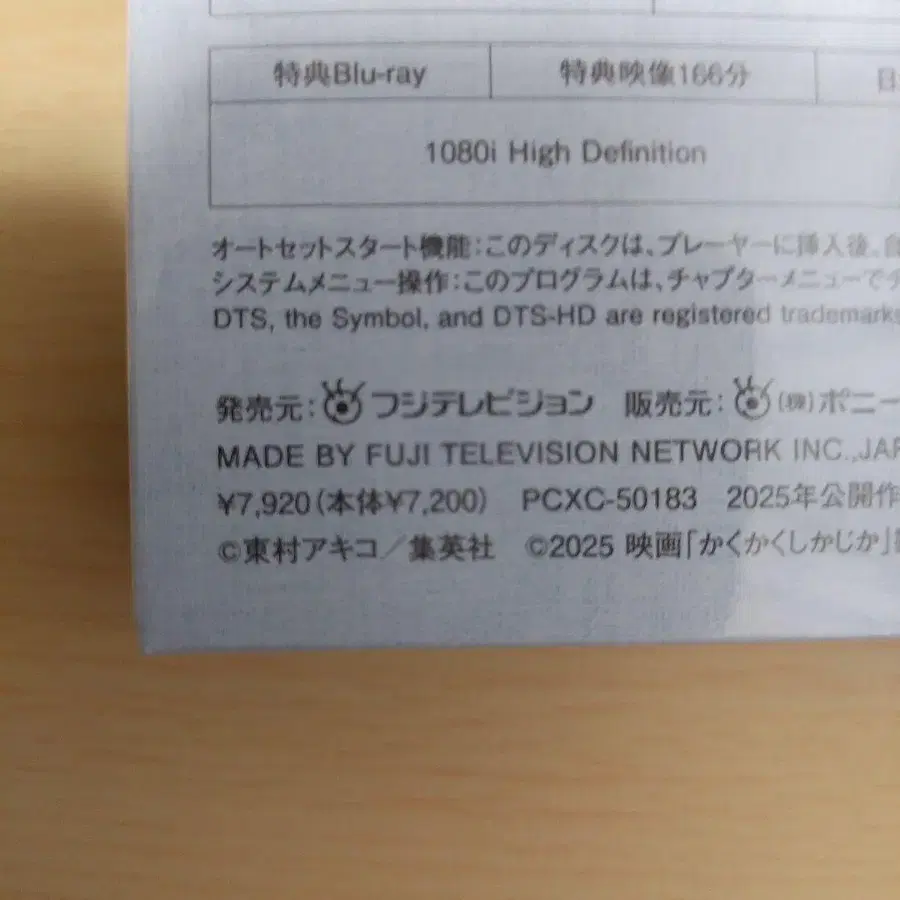 特典Blu-ray 特典映像166分
1080i High Definition
オートセットスタート機能:このディスクは、プレーヤーに挿入後、自
システムメニュー操作:このプログラムは、チャプターメニューで
DTS, the Symbol, and DTS-HD are registered trademarks
発売元: フジテレビジョン 販売元: (株)ポニー
MADE BY FUJI TELEVISION NETWORK INC.,JAP
¥7,920(本体¥7,200) PCXC-50183 2025年公開作
©東村アキコ/集英社 ©2025 映画「かくかくしかじか」製